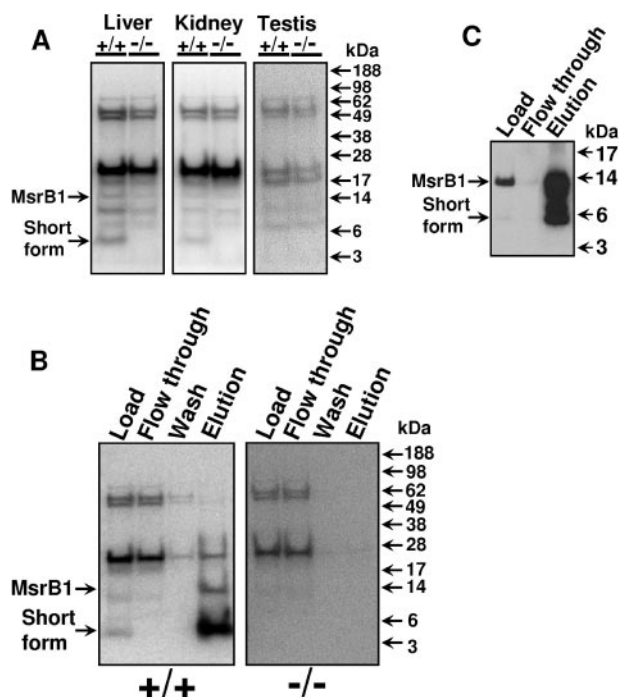 A
Liver Kidney Testis
+/+ -/- +/+ -/- +/+ -/-
kDa
188
98
62
49
38
28
17
14
6
3
MsrB1
Short
form
C
Load
Flow through
Elution
kDa
17
14
6
3
MsrB1
Short
form
B
Load
Flow through
Wash
Elution
Load
Flow through
Wash
Elution
kDa
188
98
62
49
38
28
17
14
6
3
MsrB1
Short
form
+/+ -/-